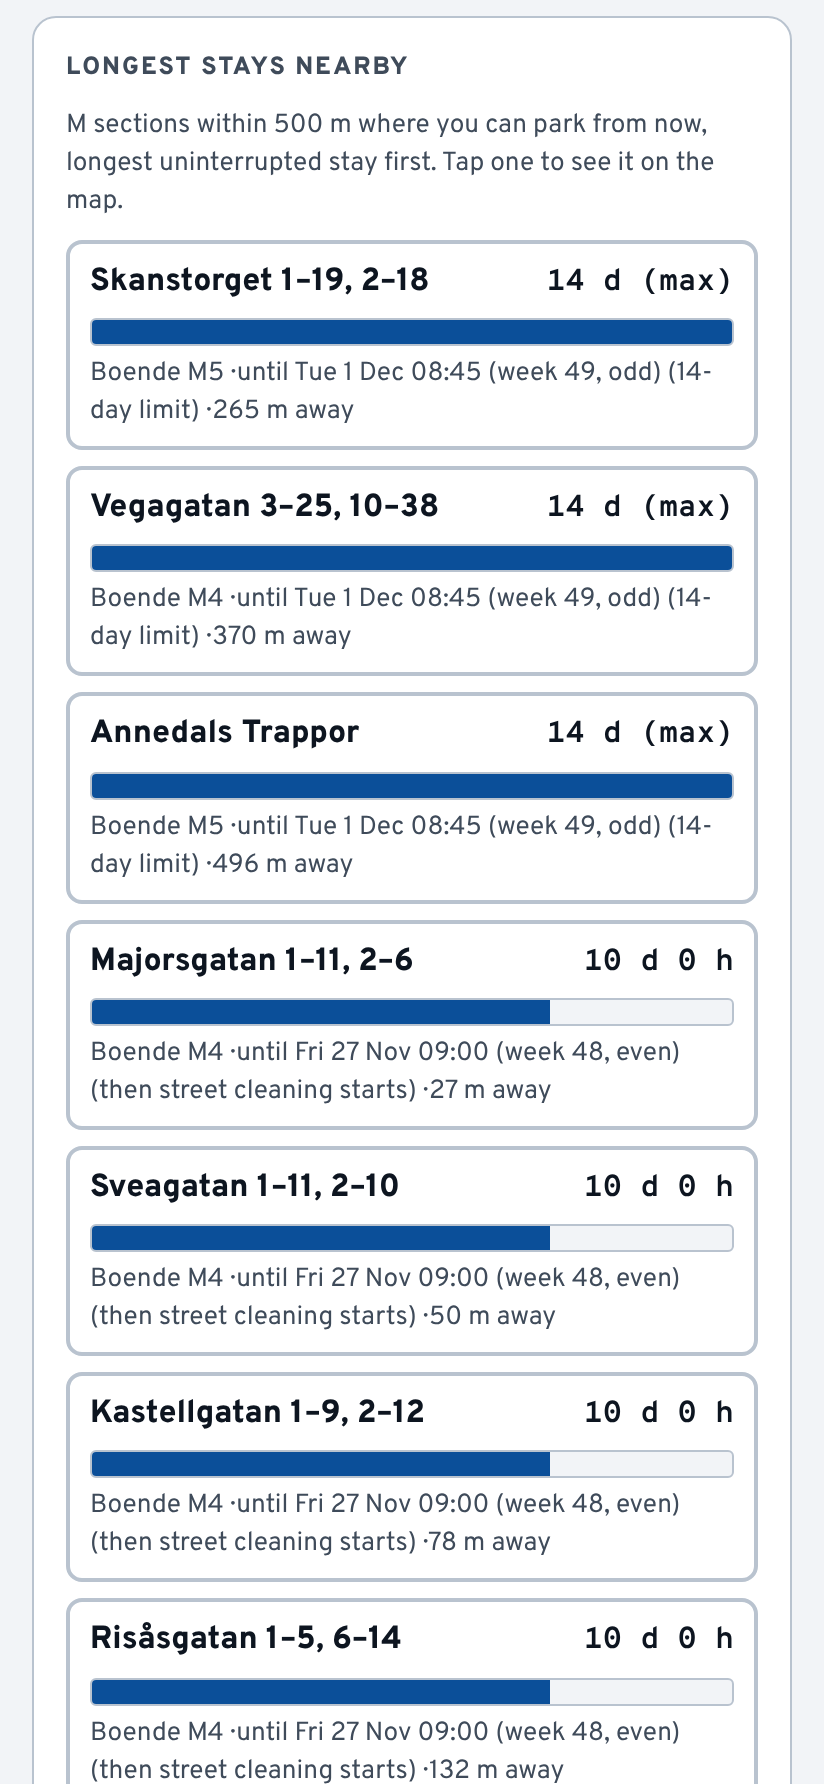 LONGEST STAYS NEARBY
M sections within 500 m where you can park from now,
longest uninterrupted stay first. Tap one to see it on the
map.
Skanstorget 1–19, 2–18 14 d (max)
Boende M5 ·until Tue 1 Dec 08:45 (week 49, odd) (14-
day limit) ·265 m away
Vegagatan 3–25, 10–38 14 d (max)
Boende M4 ·until Tue 1 Dec 08:45 (week 49, odd) (14-
day limit) ·370 m away
Annedals Trappor 14 d (max)
Boende M5 ·until Tue 1 Dec 08:45 (week 49, odd) (14-
day limit) ·496 m away
Majorsgatan 1–11, 2–6 10 d 0 h
Boende M4 ·until Fri 27 Nov 09:00 (week 48, even)
(then street cleaning starts) ·27 m away
Sveagatan 1–11, 2–10 10 d 0 h
Boende M4 ·until Fri 27 Nov 09:00 (week 48, even)
(then street cleaning starts) ·50 m away
Kastellgatan 1–9, 2–12 10 d 0 h
Boende M4 ·until Fri 27 Nov 09:00 (week 48, even)
(then street cleaning starts) ·78 m away
Risåsgatan 1–5, 6–14 10 d 0 h
Boende M4 ·until Fri 27 Nov 09:00 (week 48, even)
(then street cleaning starts) ·132 m away